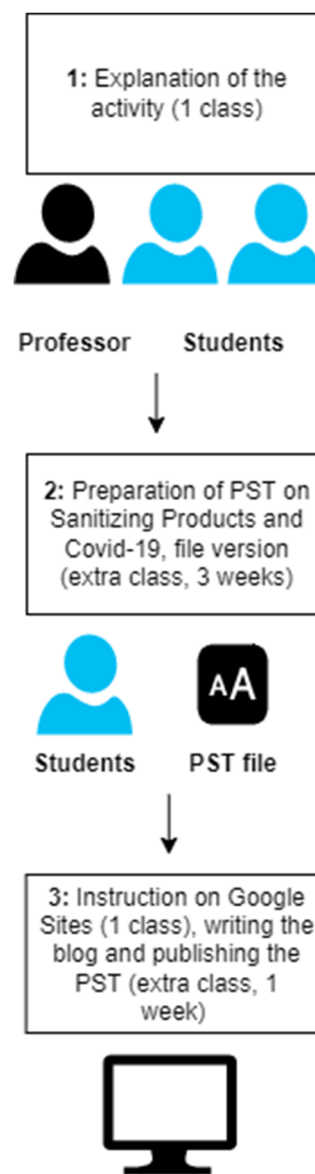 1: Explanation of the
activity (1 class)
Professor Students
2: Preparation of PST on
Sanitizing Products and
Covid-19, file version
(extra class, 3 weeks)
AA
Students PST file
3: Instruction on Google
Sites (1 class), writing the
blog and publishing the
PST (extra class, 1
week)